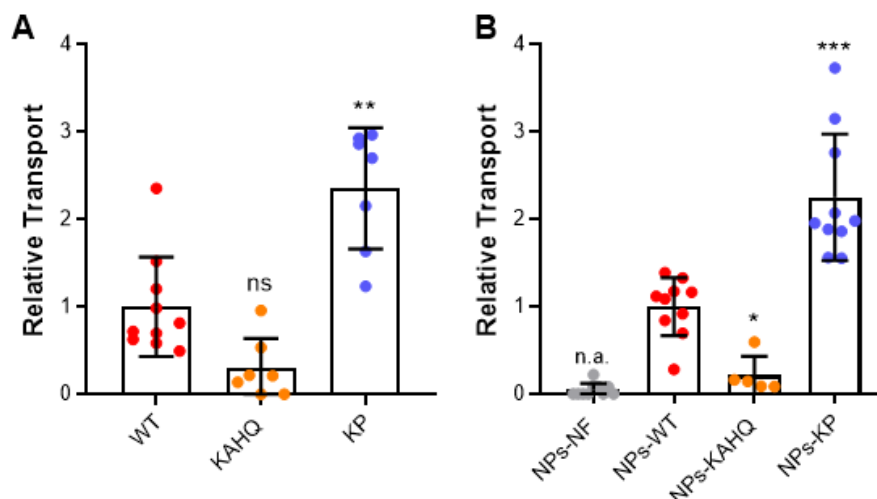 A
Relative Transport
4
3
2
1
0
ns
**
WT
KAHQ
KP
B
Relative Transport
4
3
2
1
0
n.a.
*
***
NPs-NF
NPs-WT
NPs-KAHQ
NPs-KP